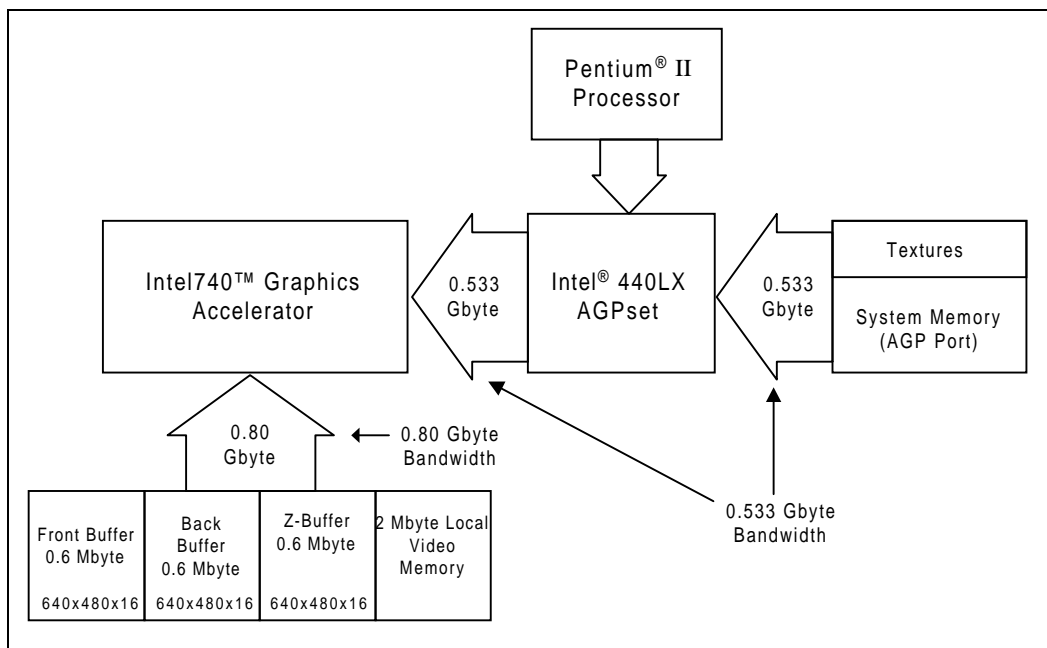 Pentium® II
Processor
Intel740™ Graphics
Accelerator
0.533
Gbyte
Intel® 440LX
AGPset
0.533
Gbyte
Textures
System Memory
(AGP Port)
0.80
Gbyte
0.80 Gbyte
Bandwidth
0.533 Gbyte
Bandwidth
Front Buffer
0.6 Mbyte
640x480x16
Back
Buffer
0.6 Mbyte
640x480x16
Z-Buffer
0.6 Mbyte
640x480x16
2 Mbyte Local
Video
Memory